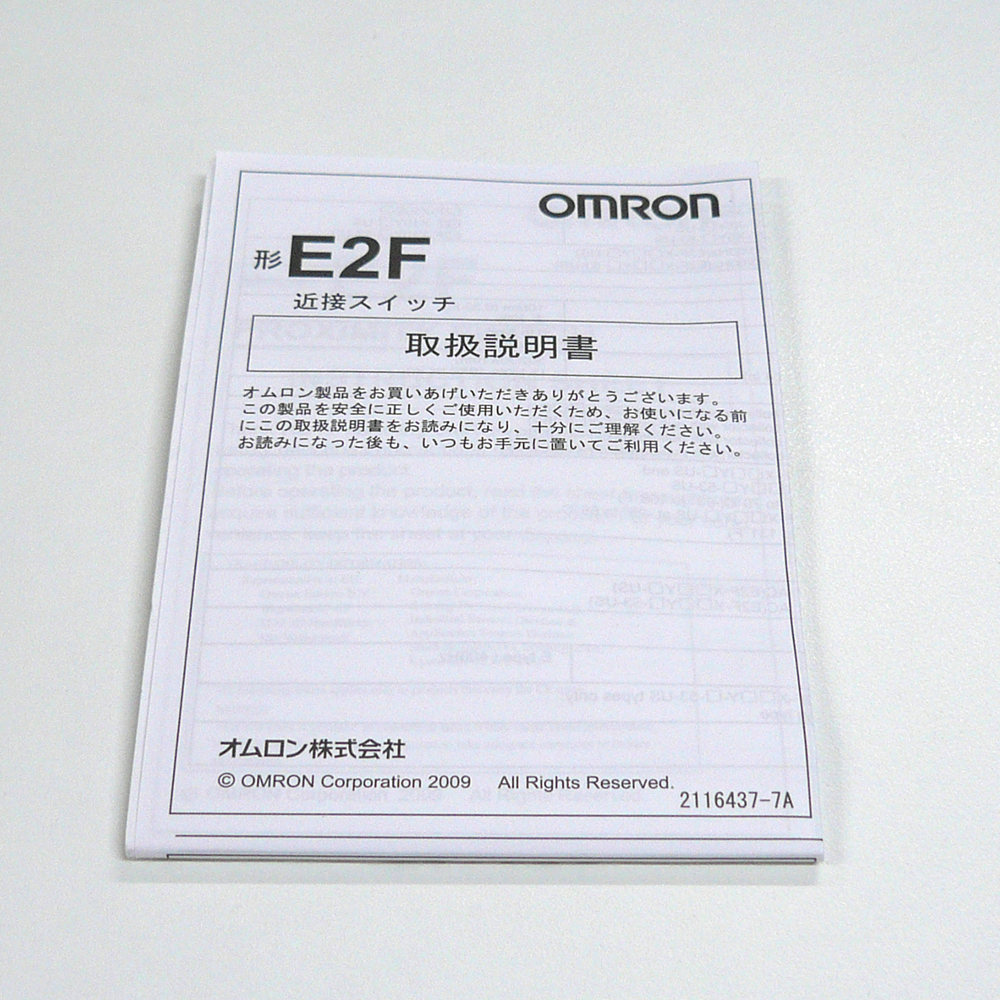 OMRON
形E2F
近接スイッチ
取扱説明書
オムロン製品をお買いあげいただきありがとうございます。
この製品を安全に正しくご使用いただくため、お使いになる前
にこの取扱説明書をお読みになり、十分にご理解ください。
お読みになった後も、いつもお手元に置いてご利用ください。
オムロン株式会社
© OMRON Corporation 2009 All Rights Reserved.
2116437-7A